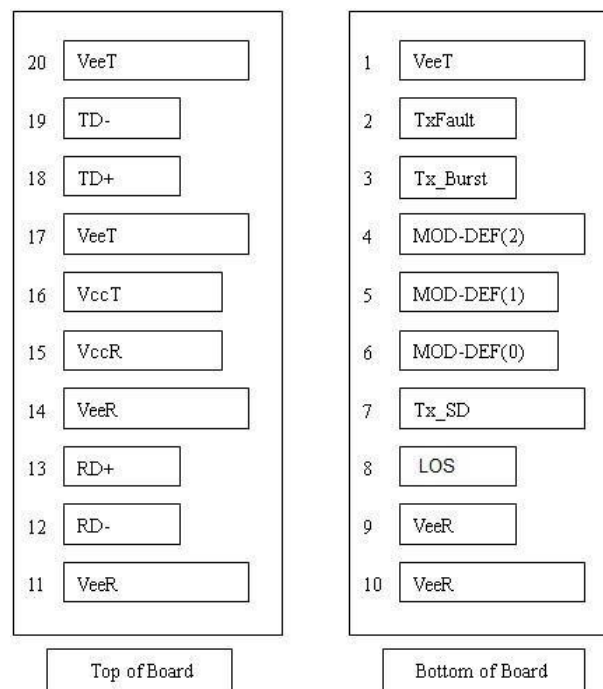 20 VeeT
19 TD-
18 TD+
17 VeeT
16 VccT
15 VccR
14 VeeR
13 RD+
12 RD-
11 VeeR
Top of Board
1 VeeT
2 TxFault
3 Tx_Burst
4 MOD-DEF(2)
5 MOD-DEF(1)
6 MOD-DEF(0)
7 Tx_SD
8 LOS
9 VeeR
10 VeeR
Bottom of Board